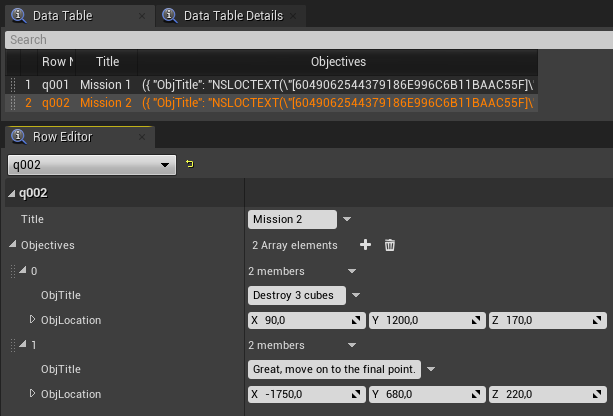 Data Table
Data Table Details
Search
Row N Title Objectives
1 q001 Mission 1 ({ "ObjTitle": "NSLOCTEXT(\"[6049062544379186E996C6B11BAAC55F]\
2 q002 Mission 2 ({ "ObjTitle": "NSLOCTEXT(\"[6049062544379186E996C6B11BAAC55F]\
Row Editor
q002
q002
Title Mission 2
Objectives 2 Array elements
0 2 members
ObjTitle Destroy 3 cubes
ObjLocation X 90,0 Y 1200,0 Z 170,0
1 2 members
ObjTitle Great, move on to the final point.
ObjLocation X -1750,0 Y 680,0 Z 220,0